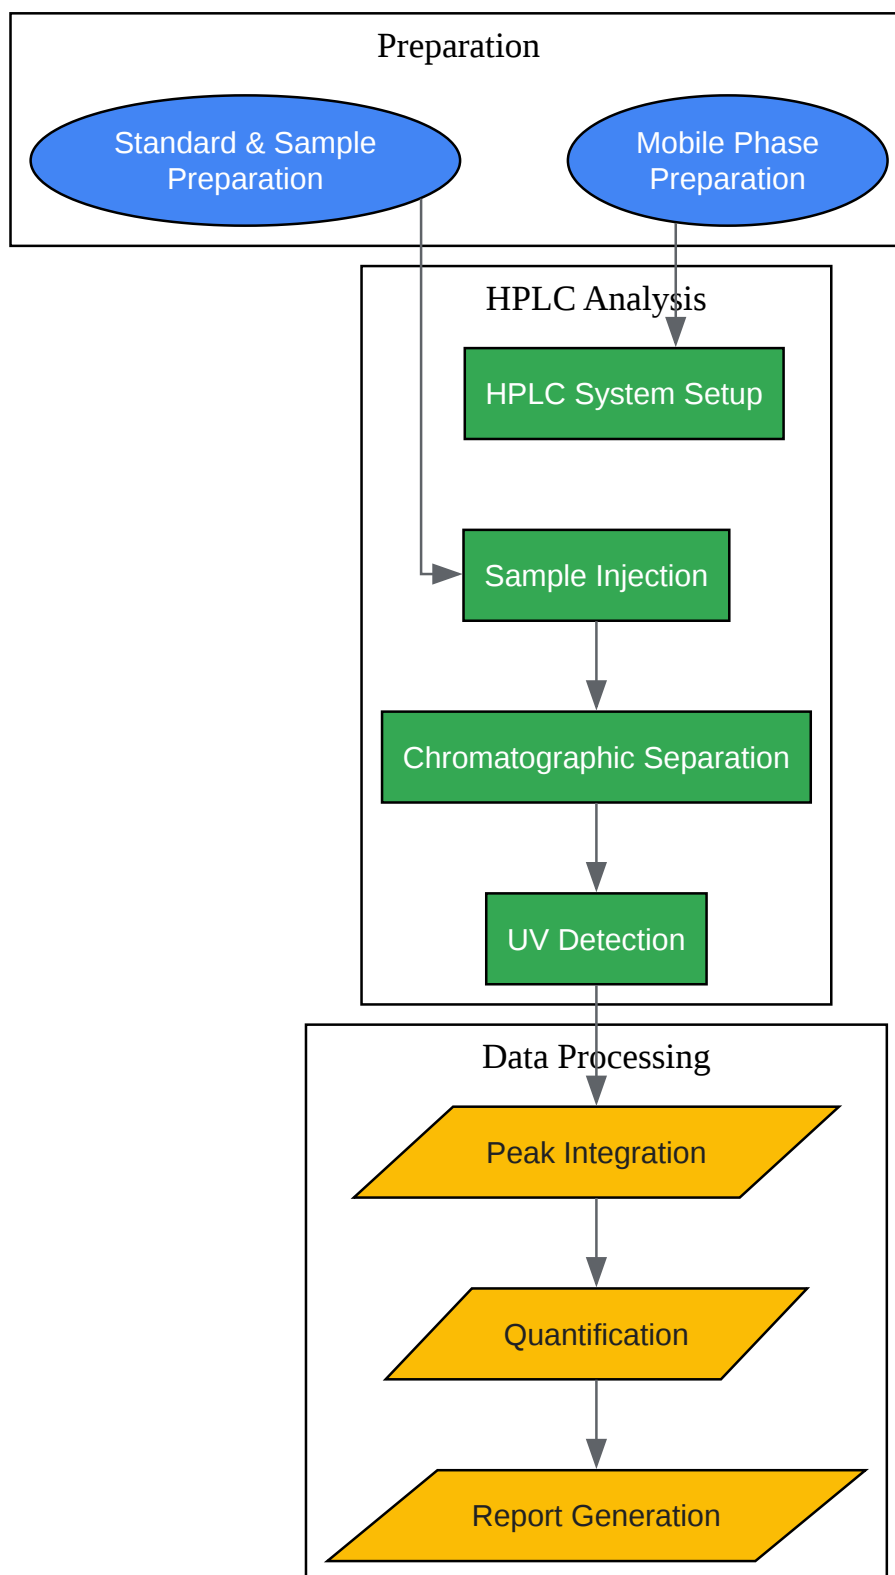 Preparation
Standard & Sample
Preparation
Mobile Phase
Preparation
HPLC Analysis
HPLC System Setup
Sample Injection
Chromatographic Separation
UV Detection
Data Processing
Peak Integration
Quantification
Report Generation